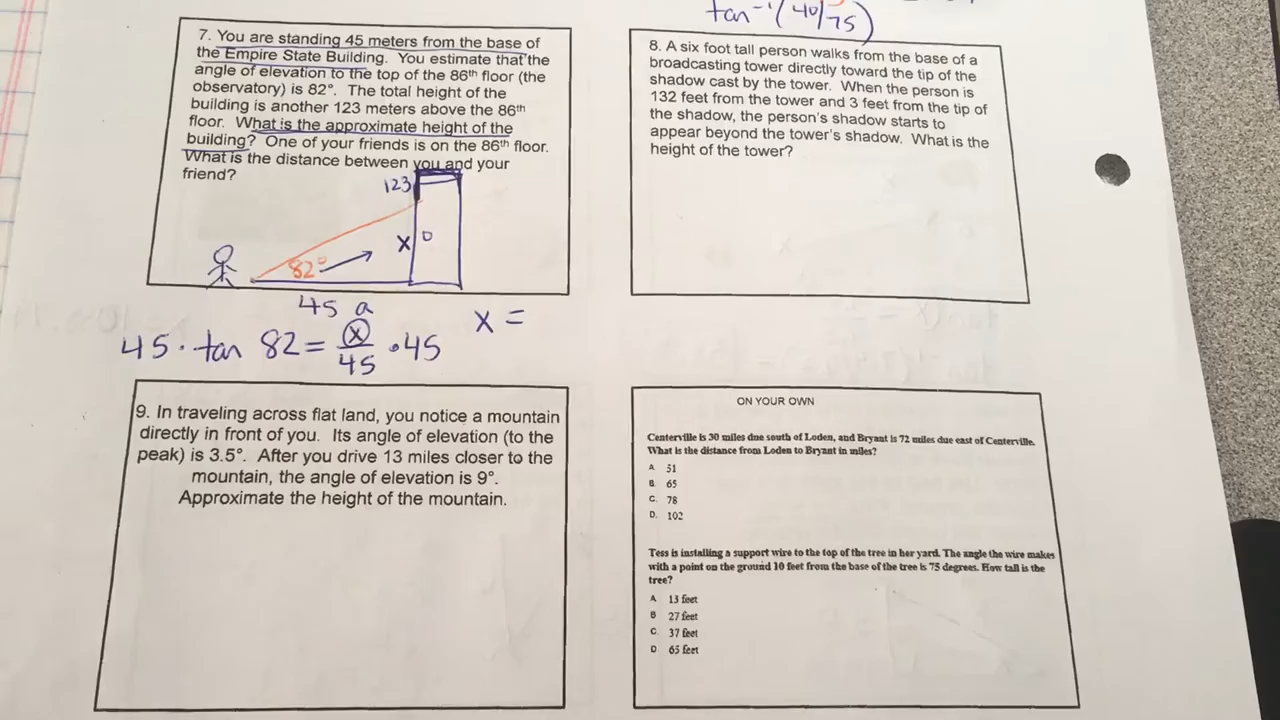 tan⁻¹(40/75)
7. You are standing 45 meters from the base of
the Empire State Building. You estimate that the
angle of elevation to the top of the 86th floor (the
observatory) is 82°. The total height of the
building is another 123 meters above the 86th
floor. What is the approximate height of the
building? One of your friends is on the 86th floor.
What is the distance between you and your
friend?
123
x
O
82°
45 a
x =
45 · tan 82 = x/45 · 45
8. A six foot tall person walks from the base of a
broadcasting tower directly toward the tip of the
shadow cast by the tower. When the person is
132 feet from the tower and 3 feet from the tip of
the shadow, the person's shadow starts to
appear beyond the tower's shadow. What is the
height of the tower?
9. In traveling across flat land, you notice a mountain
directly in front of you. Its angle of elevation (to the
peak) is 3.5°. After you drive 13 miles closer to the
mountain, the angle of elevation is 9°.
Approximate the height of the mountain.
ON YOUR OWN
Centerville is 30 miles due south of Loden, and Bryant is 72 miles due east of Centerville.
What is the distance from Loden to Bryant in miles?
A. 51
B. 65
C. 78
D. 102
Tess is installing a support wire to the top of the tree in her yard. The angle the wire makes
with a point on the ground 10 feet from the base of the tree is 75 degrees. How tall is the
tree?
A 13 feet
B 27 feet
C. 37 feet
D 65 feet